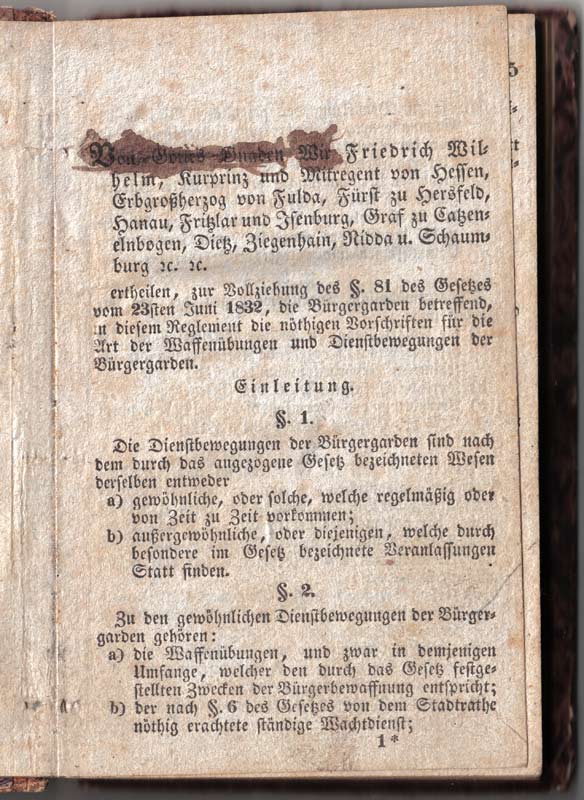 Von Gottes Gnaden Wir Friedrich Wil-
helm, Kurprinz und Mitregent von Hessen,
Erbgroßherzog von Fulda, Fürst zu Hersfeld,
Hanau, Fritzlar und Isenburg, Graf zu Catzen-
elnbogen, Dietz, Ziegenhain, Nidda u. Schaum-
burg ꝛc. ꝛc.
ertheilen, zur Vollziehung des §. 81 des Gesetzes
vom 23sten Juni 1832, die Bürgergarden betreffend,
in diesem Reglement die nöthigen Vorschriften für die
Art der Waffenübungen und Dienstbewegungen der
Bürgergarden.
Einleitung.
§. 1.
Die Dienstbewegungen der Bürgergarden sind nach
dem durch das angezogene Gesetz bezeichneten Wesen
derselben entweder
a) gewöhnliche, oder solche, welche regelmäßig oder
von Zeit zu Zeit vorkommen;
b) außergewöhnliche, oder diejenigen, welche durch
besondere im Gesetz bezeichnete Veranlassungen
Statt finden.
§. 2.
Zu den gewöhnlichen Dienstbewegungen der Bürger-
garden gehören:
a) die Waffenübungen, und zwar in demjenigen
Umfange, welcher den durch das Gesetz festge-
stellten Zwecken der Bürgerbewaffnung entspricht;
b) der nach §. 6 des Gesetzes von dem Stadtrathe
nöthig erachtete ständige Wachtdienst;
1*
5